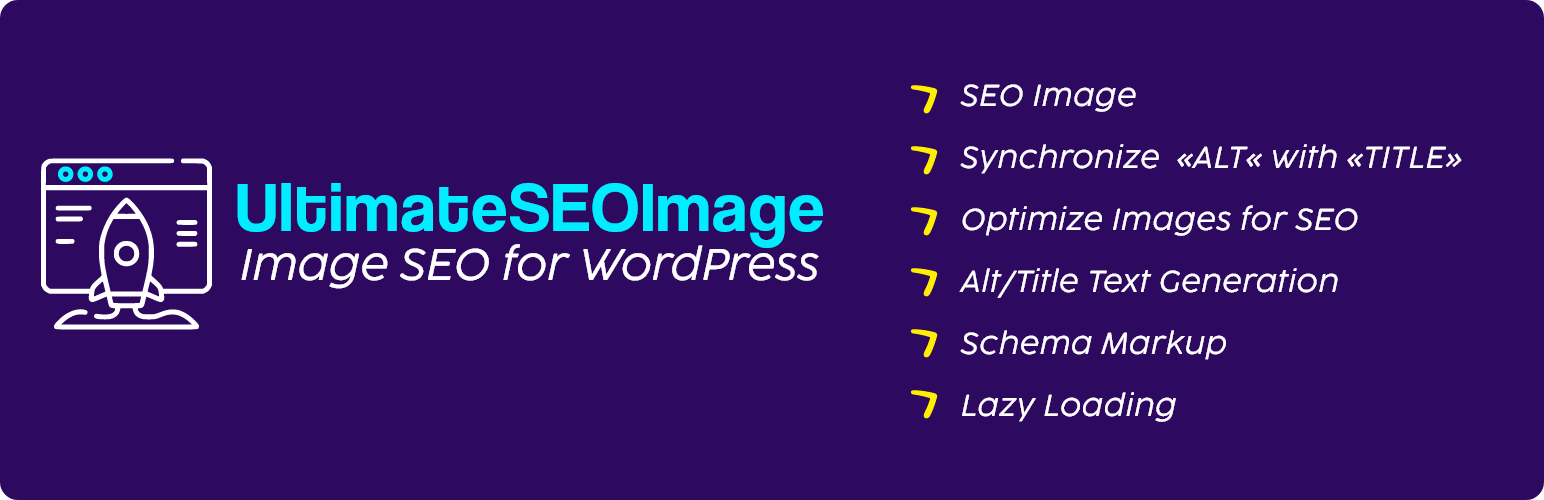 UltimateSEOImage
Image SEO for WordPress
SEO Image
Synchronize «ALT« with «TITLE»
Optimize Images for SEO
Alt/Title Text Generation
Schema Markup
Lazy Loading